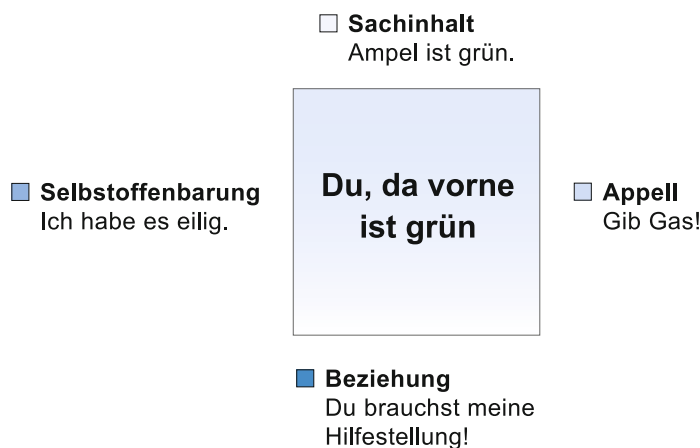 Sachinhalt
Ampel ist grün.
Selbstoffenbarung
Ich habe es eilig.
Du, da vorne
ist grün
Appell
Gib Gas!
Beziehung
Du brauchst meine
Hilfestellung!